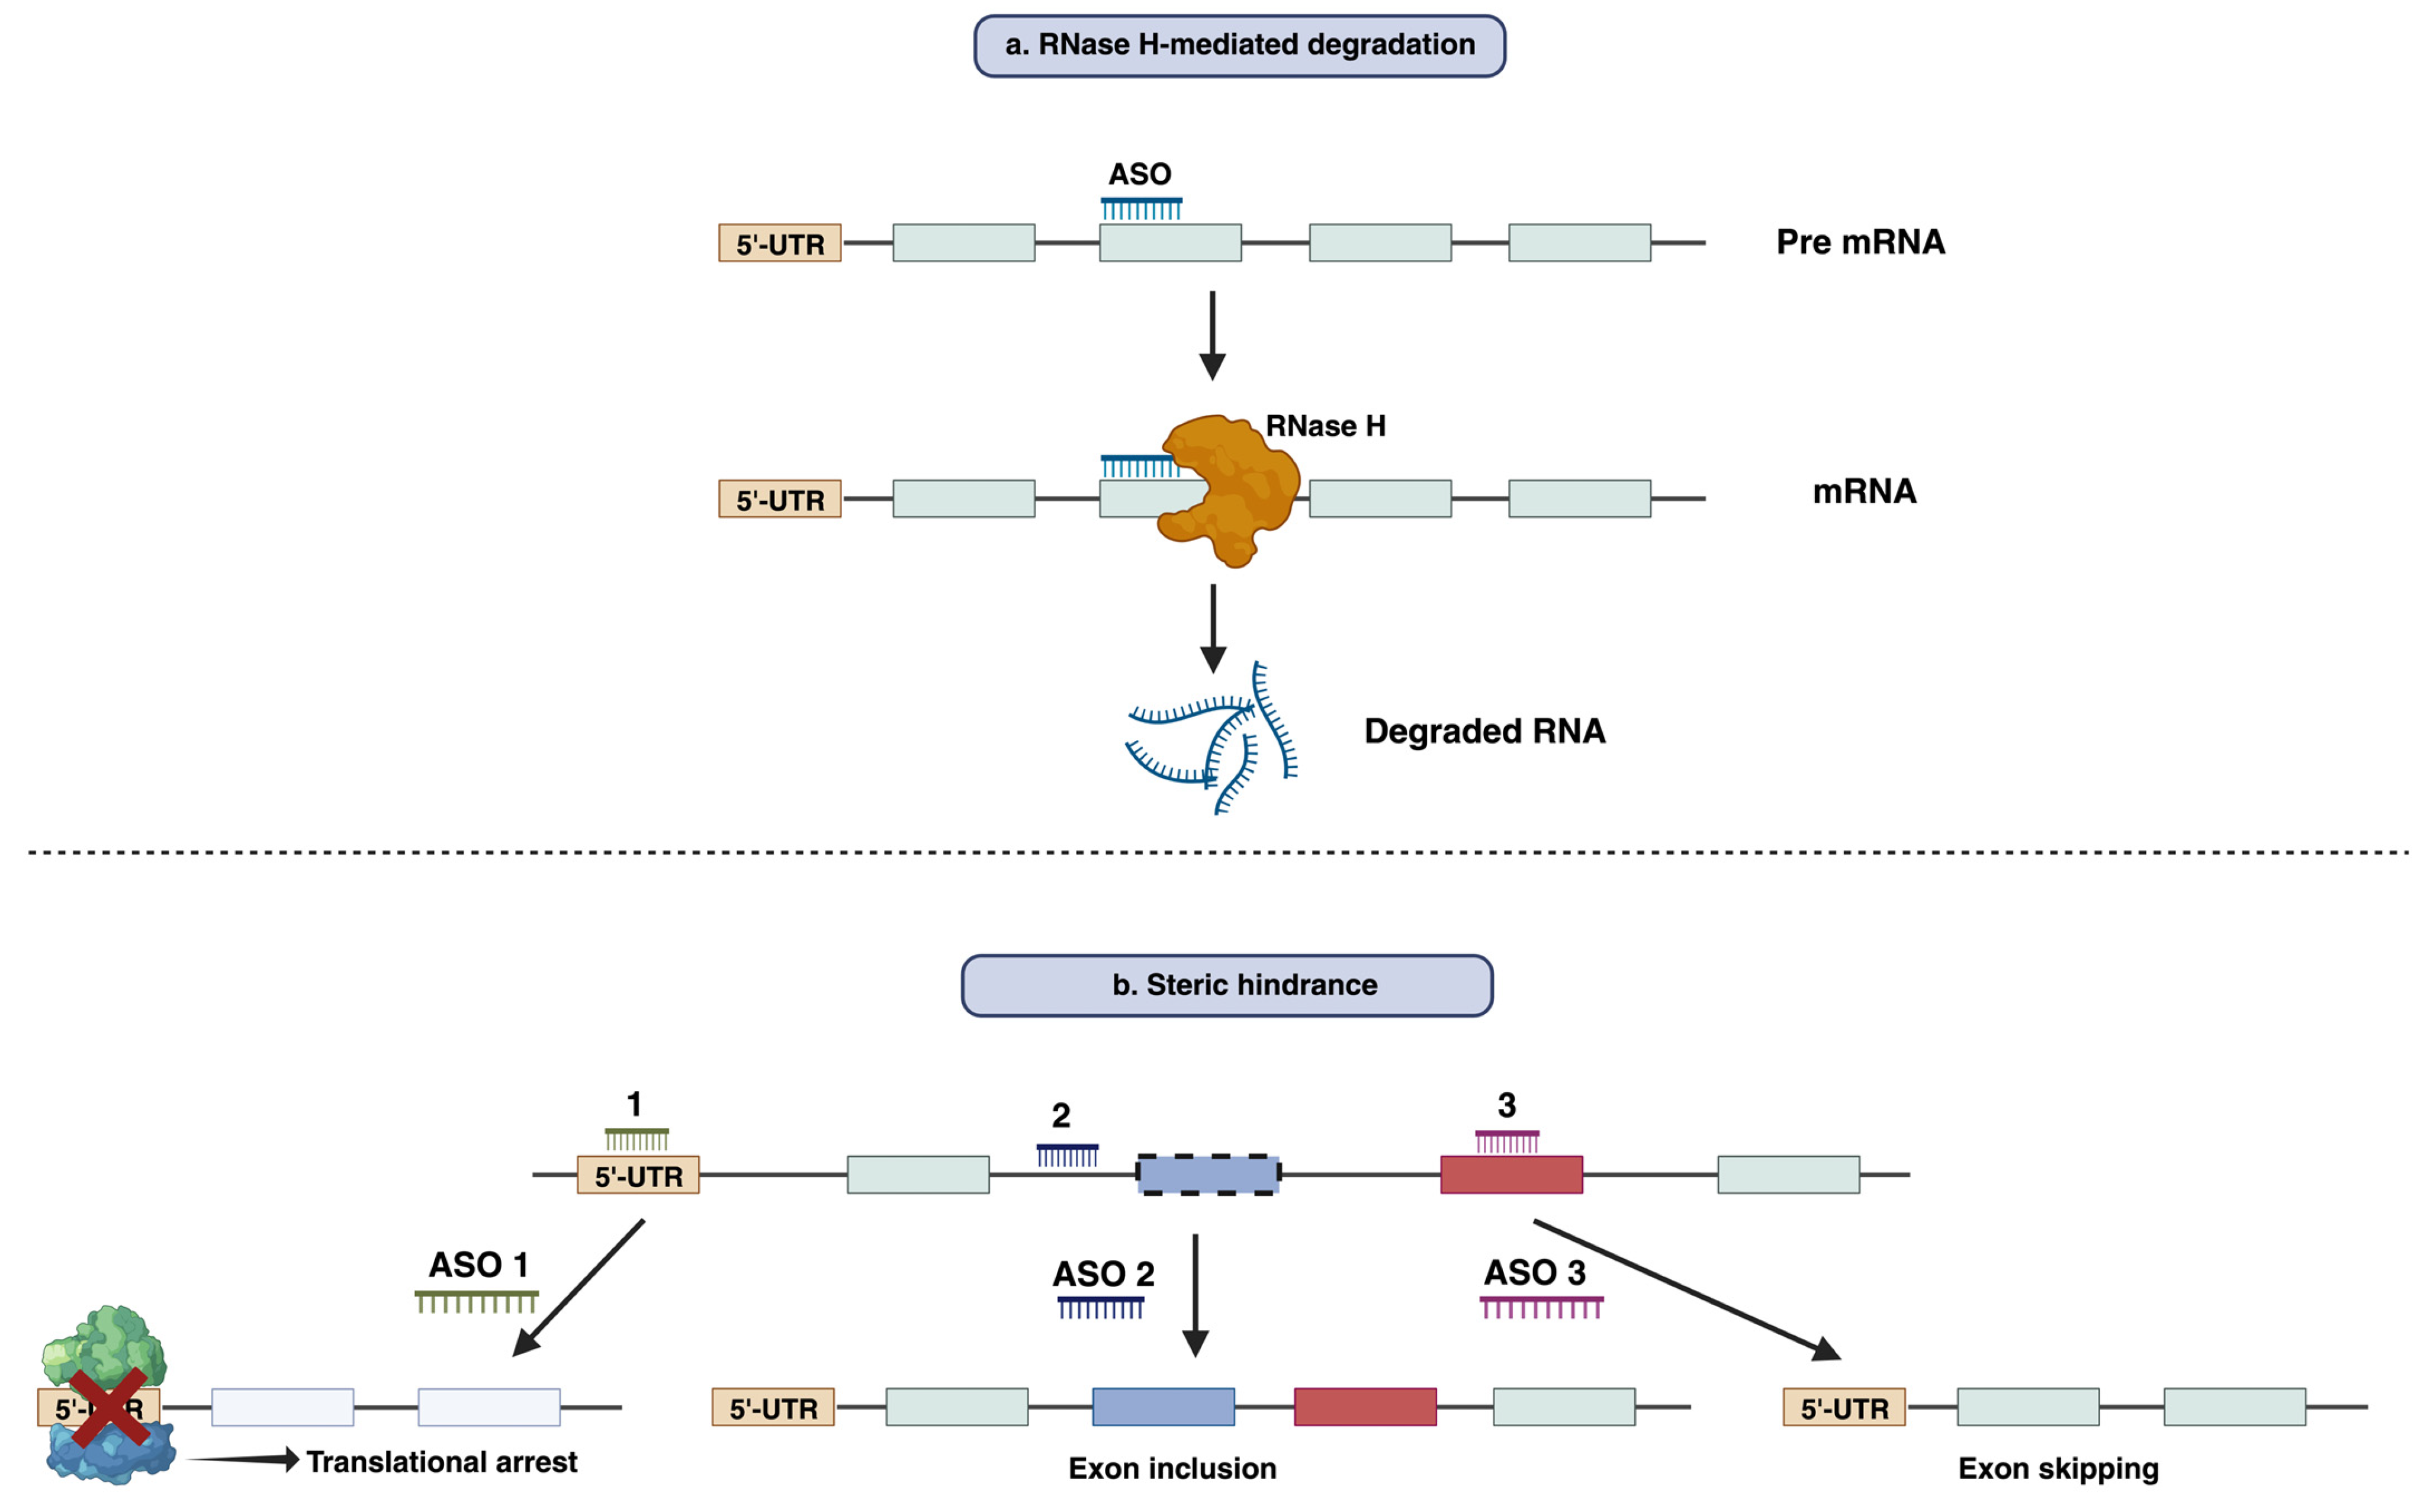 a. RNase H-mediated degradation
ASO
5'-UTR
Pre mRNA
RNase H
5'-UTR
mRNA
Degraded RNA
b. Steric hindrance
1
2
3
5'-UTR
ASO 1
ASO 2
ASO 3
5'-UTR
5'-UTR
5'-UTR
Translational arrest
Exon inclusion
Exon skipping